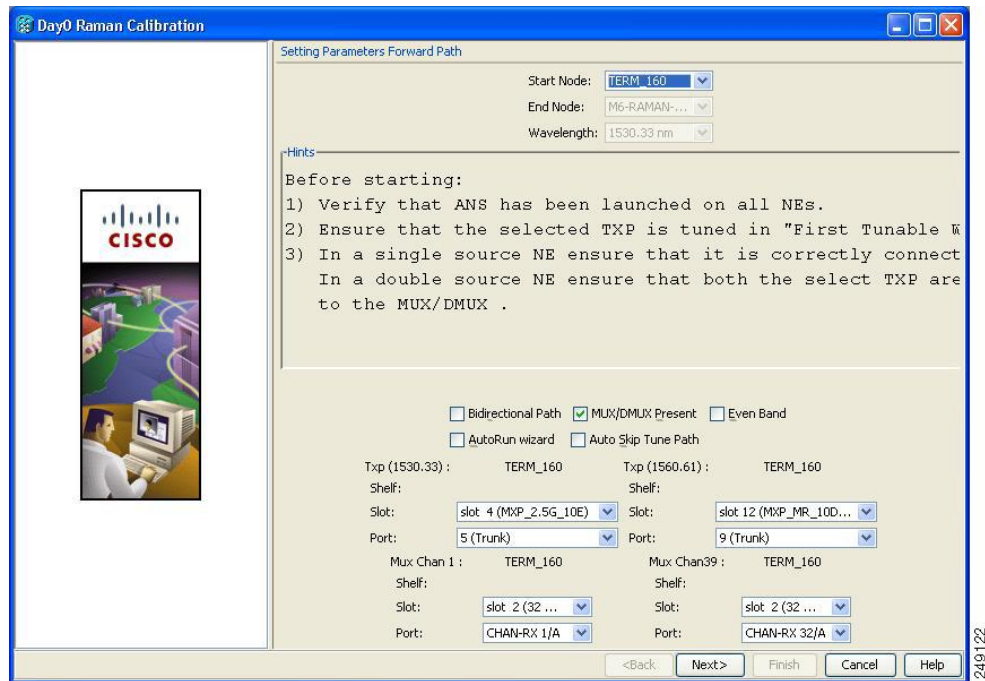 Day0 Raman Calibration
CISCO
Setting Parameters Forward Path
Start Node: TERM_160
End Node: M6-RAMAN-...
Wavelength: 1530.33 nm
Hints
Before starting:
1) Verify that ANS has been launched on all NEs.
2) Ensure that the selected TXP is tuned in "First Tunable W
3) In a single source NE ensure that it is correctly connect
In a double source NE ensure that both the select TXP are
to the MUX/DMUX .
Bidirectional Path MUX/DMUX Present Even Band
AutoRun wizard Auto Skip Tune Path
Txp (1530.33) : TERM_160 Txp (1560.61) : TERM_160
Shelf: Shelf:
Slot: slot 4 (MXP_2.5G_10E) Slot: slot 12 (MXP_MR_10D...
Port: 5 (Trunk) Port: 9 (Trunk)
Mux Chan 1 : TERM_160 Mux Chan39 : TERM_160
Shelf: Shelf:
Slot: slot 2 (32 ... Slot: slot 2 (32 ...
Port: CHAN-RX 1/A Port: CHAN-RX 32/A
<Back Next> Finish Cancel Help
249122